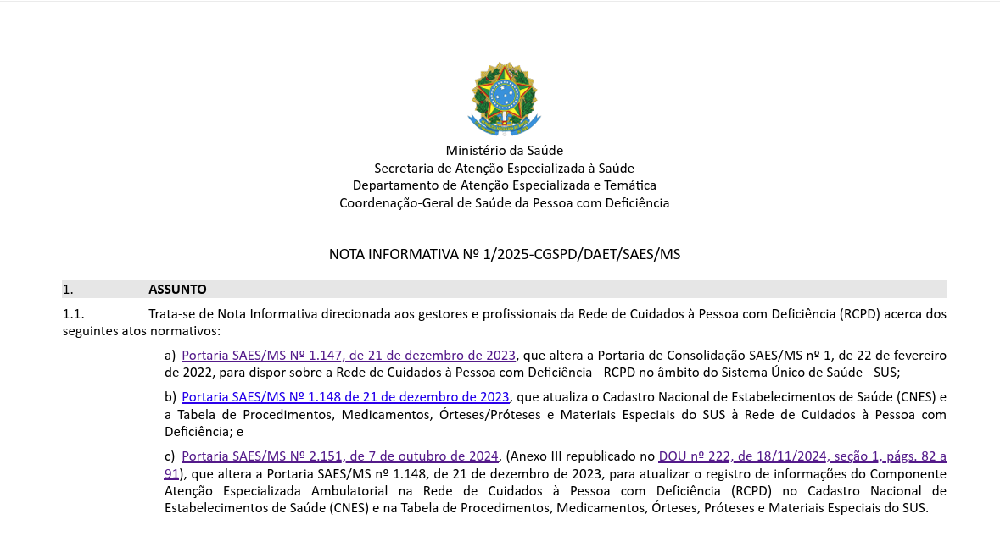 Ministério da Saúde
Secretaria de Atenção Especializada à Saúde
Departamento de Atenção Especializada e Temática
Coordenação-Geral de Saúde da Pessoa com Deficiência
NOTA INFORMATIVA Nº 1/2025-CGSPD/DAET/SAES/MS
1. ASSUNTO
1.1. Trata-se de Nota Informativa direcionada aos gestores e profissionais da Rede de Cuidados à Pessoa com Deficiência (RCPD) acerca dos
seguintes atos normativos:
a) Portaria SAES/MS Nº 1.147, de 21 de dezembro de 2023, que altera a Portaria de Consolidação SAES/MS nº 1, de 22 de fevereiro
de 2022, para dispor sobre a Rede de Cuidados à Pessoa com Deficiência - RCPD no âmbito do Sistema Único de Saúde - SUS;
b) Portaria SAES/MS Nº 1.148 de 21 de dezembro de 2023, que atualiza o Cadastro Nacional de Estabelecimentos de Saúde (CNES) e
a Tabela de Procedimentos, Medicamentos, Órteses/Próteses e Materiais Especiais do SUS à Rede de Cuidados à Pessoa com
Deficiência; e
c) Portaria SAES/MS Nº 2.151, de 7 de outubro de 2024, (Anexo III republicado no DOU nº 222, de 18/11/2024, seção 1, págs. 82 a
91), que altera a Portaria SAES/MS nº 1.148, de 21 de dezembro de 2023, para atualizar o registro de informações do Componente
Atenção Especializada Ambulatorial na Rede de Cuidados à Pessoa com Deficiência (RCPD) no Cadastro Nacional de
Estabelecimentos de Saúde (CNES) e na Tabela de Procedimentos, Medicamentos, Órteses, Próteses e Materiais Especiais do SUS.